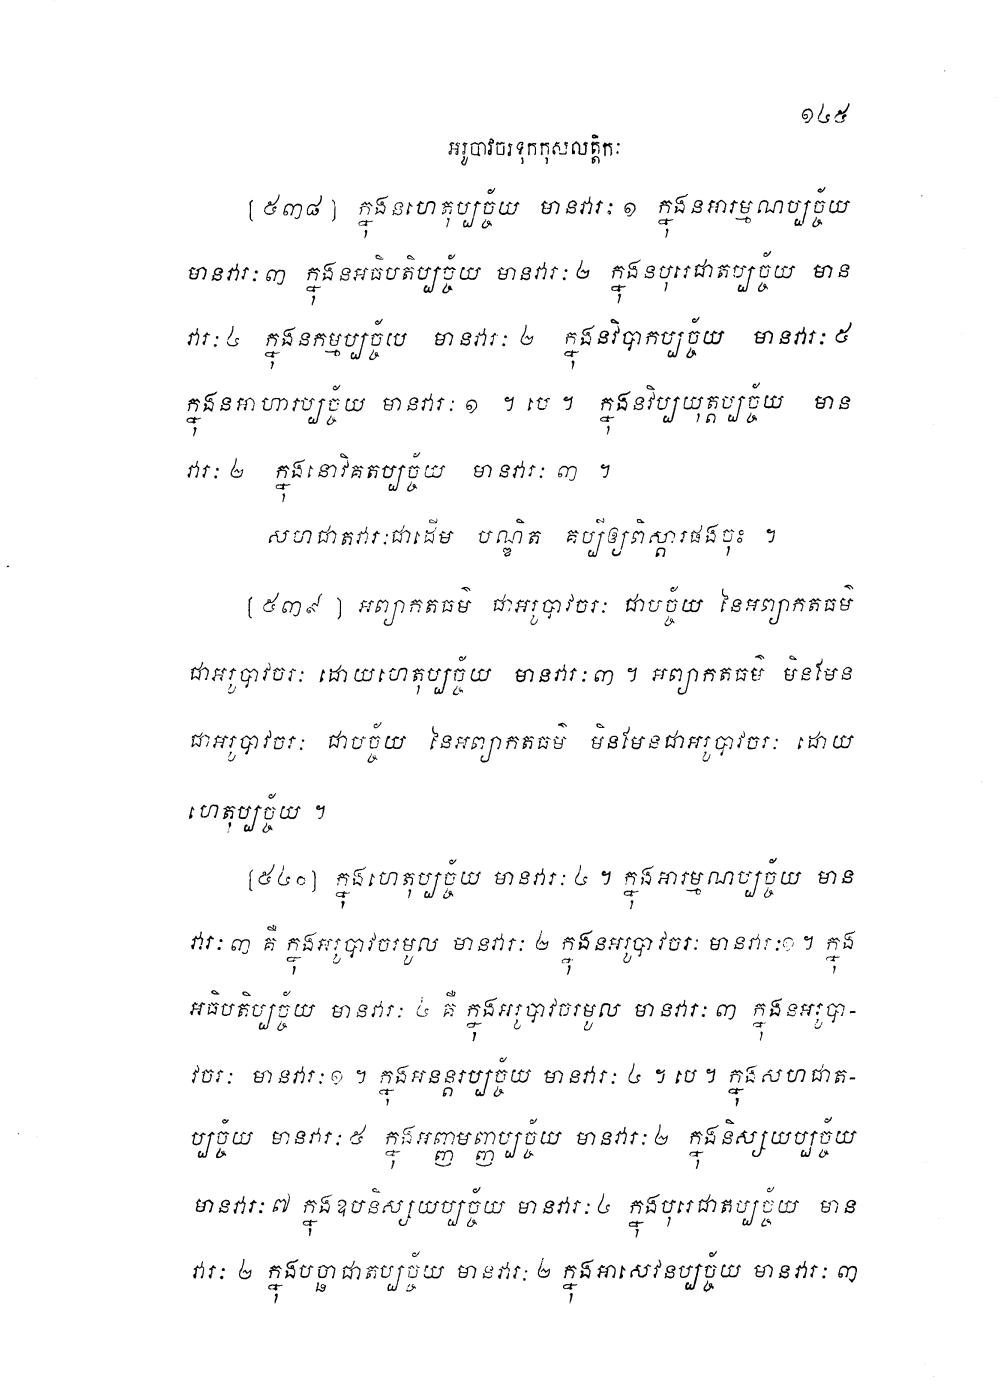 ១៤៥
អរូបាវចរទុកកុសលត្តិកៈ
[៥៣៨] ក្នុងនហេតុប្បច្ច័យ មានវារៈ ១ ក្នុងនអារម្មណប្បច្ច័យ
មានវារៈ ៣ ក្នុងនអធិបតិប្បច្ច័យ មានវារៈ ២ ក្នុងនបុរេជាតប្បច្ច័យ មាន
វារៈ ៤ ក្នុងនកម្មប្បច្ច័យ មានវារៈ ២ ក្នុងនវិបាកប្បច្ច័យ មានវារៈ ៥
ក្នុងនអាហារប្បច្ច័យ មានវារៈ ១ ។ បេ ។ ក្នុងនវិប្បយុត្តប្បច្ច័យ មាន
វារៈ ២ ក្នុងនោវិគតប្បច្ច័យ មានវារៈ ៣ ។
សហជាតវារៈជាដើម បណ្ឌិត គប្បីឲ្យពិស្តារផងចុះ ។
[៥៣៩] អព្យាកតធម៌ ជាអរូបាវចរៈ ជាបច្ច័យ នៃអព្យាកតធម៌
ជាអរូបាវចរៈ ដោយហេតុប្បច្ច័យ មានវារៈ ៣ ។ អព្យាកតធម៌ មិនមែន
ជាអរូបាវចរៈ ជាបច្ច័យ នៃអព្យាកតធម៌ មិនមែនជាអរូបាវចរៈ ដោយ
ហេតុប្បច្ច័យ ។
[៥៤០] ក្នុងហេតុប្បច្ច័យ មានវារៈ ៤ ។ ក្នុងអារម្មណប្បច្ច័យ មាន
វារៈ ៣ គឺ ក្នុងអរូបាវចរមូល មានវារៈ ២ ក្នុងនអរូបាវចរៈ មានវារៈ ១ ។ ក្នុង
អធិបតិប្បច្ច័យ មានវារៈ ៤ គឺ ក្នុងអរូបាវចរមូល មានវារៈ ៣ ក្នុងនអរូបា-
វចរៈ មានវារៈ ១ ។ ក្នុងអនន្តរប្បច្ច័យ មានវារៈ ៤ ។ បេ ។ ក្នុងសហជាត-
ប្បច្ច័យ មានវារៈ ៥ ក្នុងអញ្ញមញ្ញប្បច្ច័យ មានវារៈ ២ ក្នុងនិស្សយប្បច្ច័យ
មានវារៈ ៧ ក្នុងឧបនិស្សយប្បច្ច័យ មានវារៈ ៤ ក្នុងបុរេជាតប្បច្ច័យ មាន
វារៈ ២ ក្នុងបច្ឆាជាតប្បច្ច័យ មានវារៈ ២ ក្នុងអាសេវនប្បច្ច័យ មានវារៈ ៣